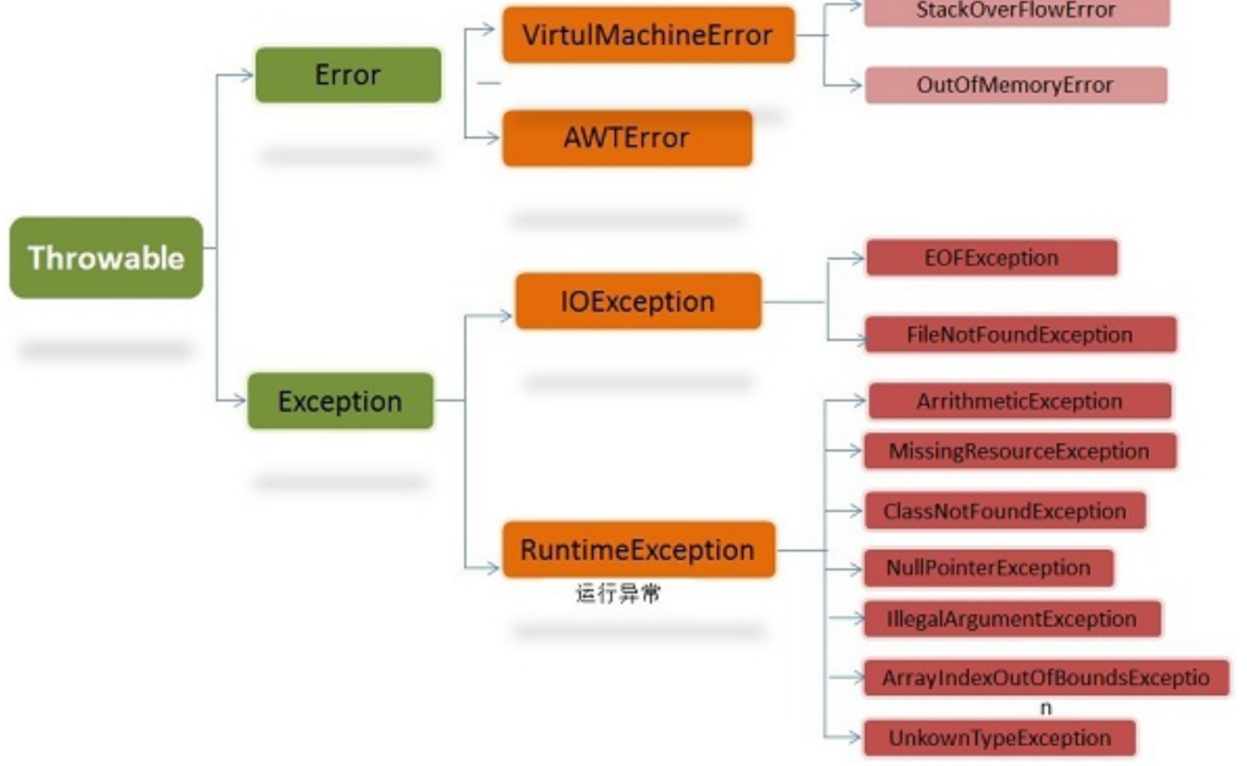 StackOverFlowError
VirtulMachineError
Error
OutOfMemoryError
AWTError
Throwable
EOFException
IOException
FileNotFoundException
Exception
ArrithmeticException
MissingResourceException
ClassNotFoundException
RuntimeException
运行异常
NullPointerException
IllegalArgumentException
ArrayIndexOutOfBoundsExceptio
n
UnkownTypeException